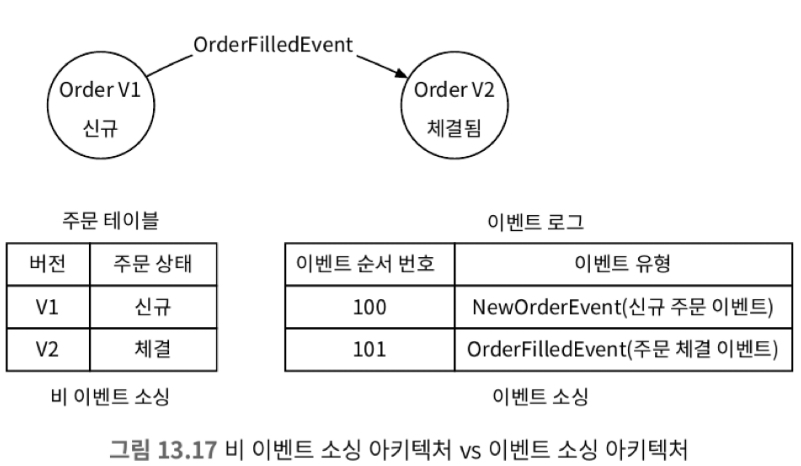 OrderFilledEvent
Order V1
신규
Order V2
체결됨
주문 테이블
버전 주문 상태
V1 신규
V2 체결
비 이벤트 소싱
이벤트 로그
이벤트 순서 번호 이벤트 유형
100 NewOrderEvent(신규 주문 이벤트)
101 OrderFilledEvent(주문 체결 이벤트)
이벤트 소싱
그림 13.17 비 이벤트 소싱 아키텍처 vs 이벤트 소싱 아키텍처